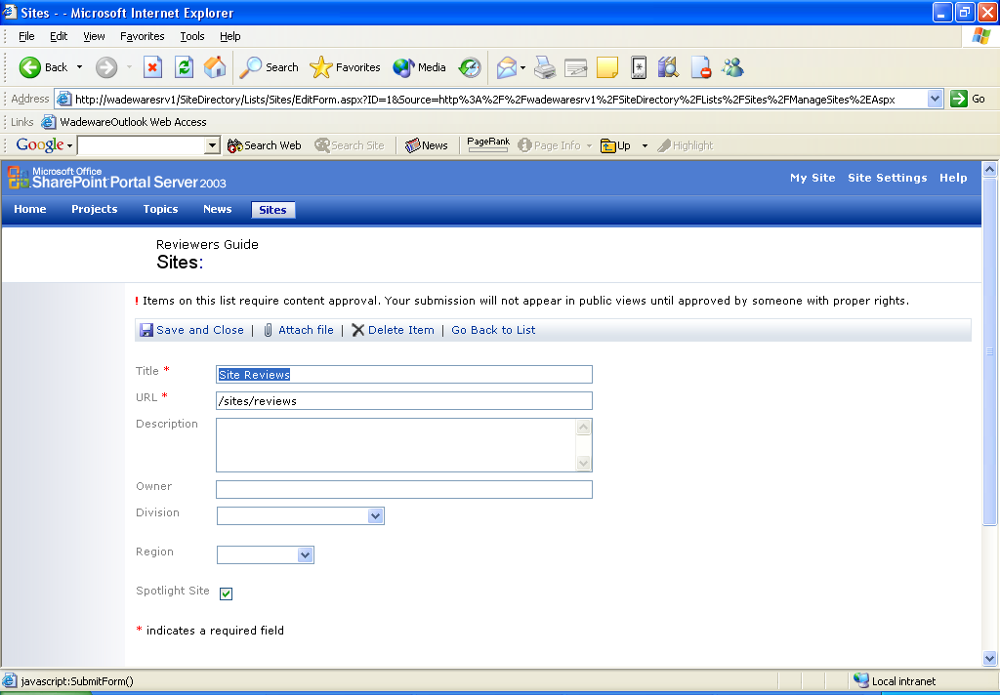 Sites - - Microsoft Internet Explorer
File Edit View Favorites Tools Help
Back Search Favorites Media
Address http://wadewaresrv1/SiteDirectory/Lists/Sites/EditForm.aspx?ID=1&Source=http%3A%2F%2Fwadewaresrv1%2FSiteDirectory%2FLists%2FSites%2FManageSites%2EAspx Go
Links WadewareOutlook Web Access
Google Search Web Search Site News PageRank Page Info Up Highlight
Microsoft Office
SharePoint Portal Server 2003
My Site Site Settings Help
Home Projects Topics News Sites
Reviewers Guide
Sites:
! Items on this list require content approval. Your submission will not appear in public views until approved by someone with proper rights.
Save and Close | Attach file | Delete Item | Go Back to List
Title * Site Reviews
URL * /sites/reviews
Description
Owner
Division
Region
Spotlight Site
* indicates a required field
javascript:SubmitForm() Local intranet